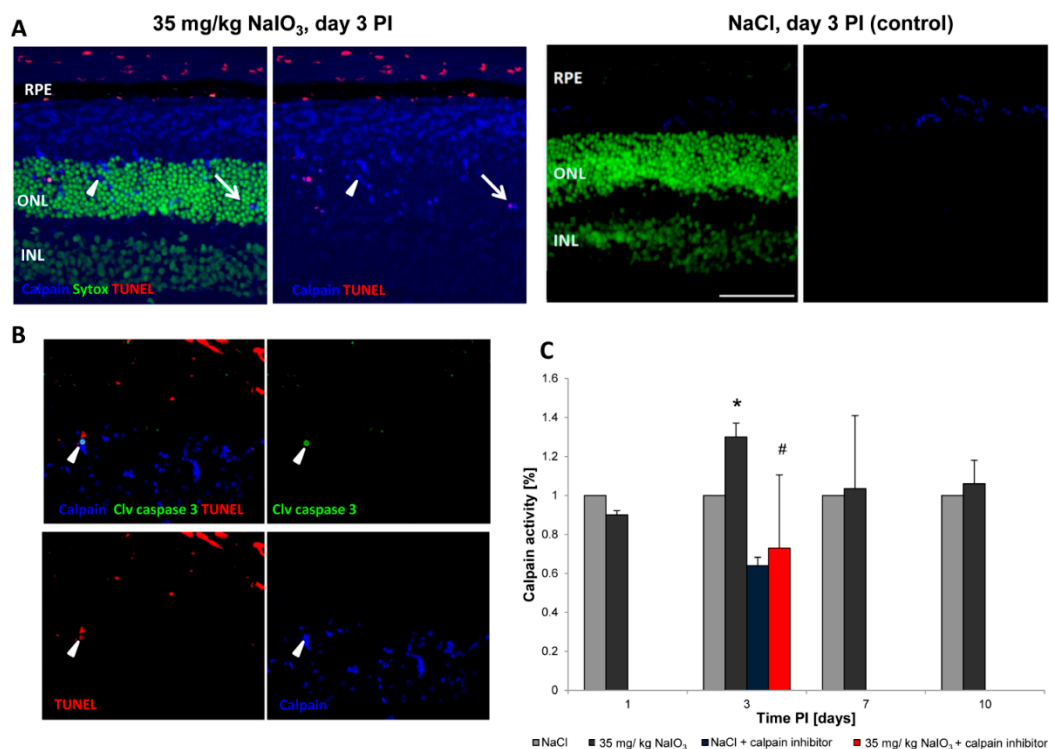 A
35 mg/kg NaIO₃, day 3 PI
NaCl, day 3 PI (control)
RPE
ONL
INL
Calpain Sytox TUNEL
Calpain TUNEL
RPE
ONL
INL
B
Calpain Clv caspase 3 TUNEL
Clv caspase 3
TUNEL
Calpain
C
Calpain activity [%]
1.6
1.4
1.2
1
0.8
0.6
0.4
0.2
0
*
#
1 3 7 10
Time PI [days]
NaCl 35 mg/ kg NaIO₃ NaCl + calpain inhibitor 35 mg/ kg NaIO₃ + calpain inhibitor